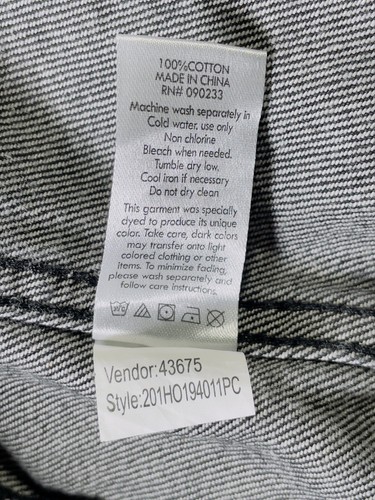 100%COTTON
MADE IN CHINA
RN# 090233
Machine wash separately in
Cold water, use only
Non chlorine
Bleach when needed.
Tumble dry low.
Cool iron if necessary
Do not dry clean
This garment was specially
dyed to produce its unique
color. Take care, dark colors
may transfer onto light
colored clothing or other
items. To minimize fading,
please wash separately and
follow care instructions.
30°C
Vendor:43675
Style:201HO194011PC